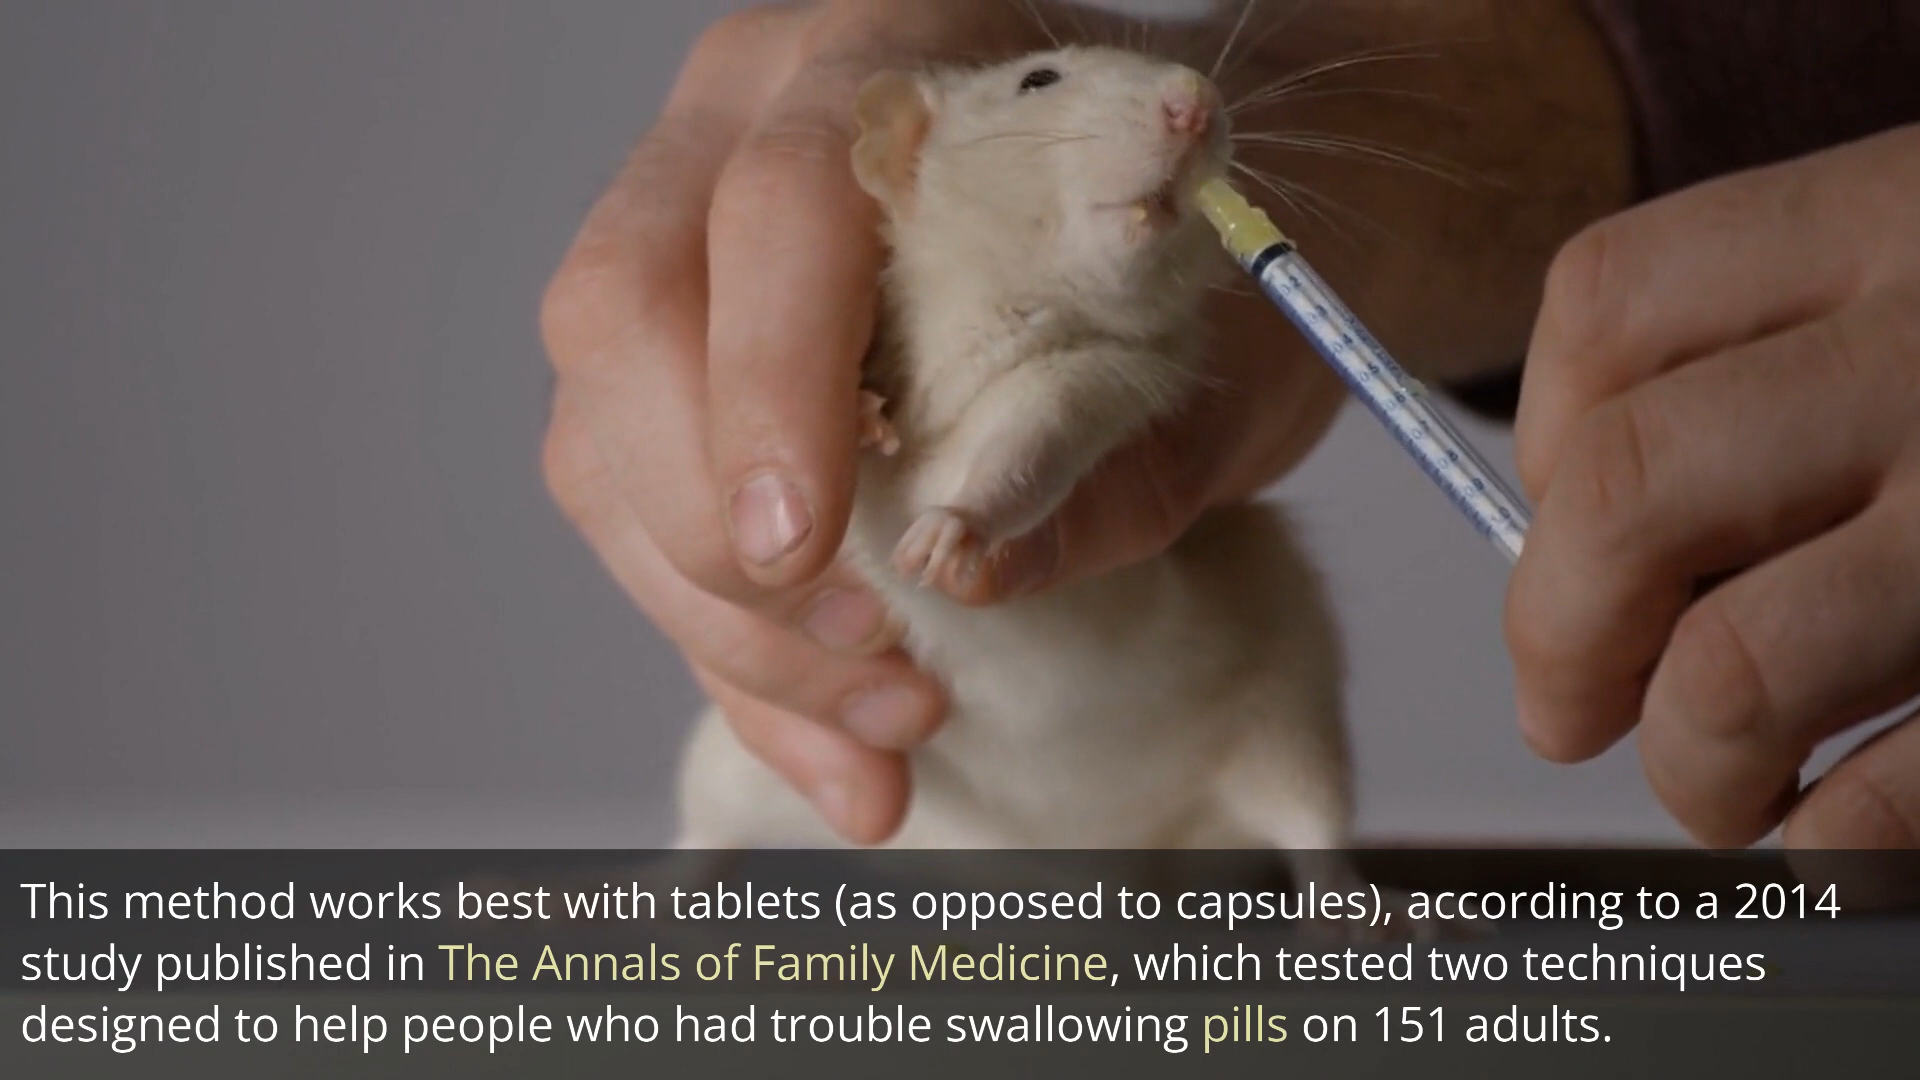 This method works best with tablets (as opposed to capsules), according to a 2014
study published in The Annals of Family Medicine, which tested two techniques
designed to help people who had trouble swallowing pills on 151 adults.